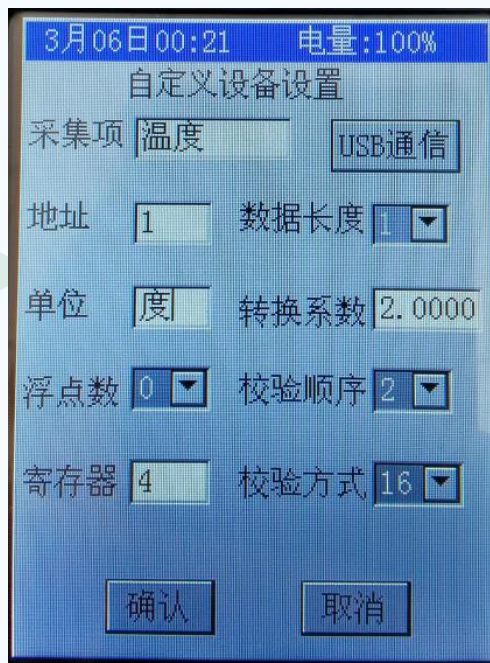 3月06日00:21 电量:100%
自定义设备设置
采集项 温度 USB通信
地址 1 数据长度 1
单位 度 转换系数 2.0000
浮点数 0 校验顺序 2
寄存器 4 校验方式 16
确认 取消